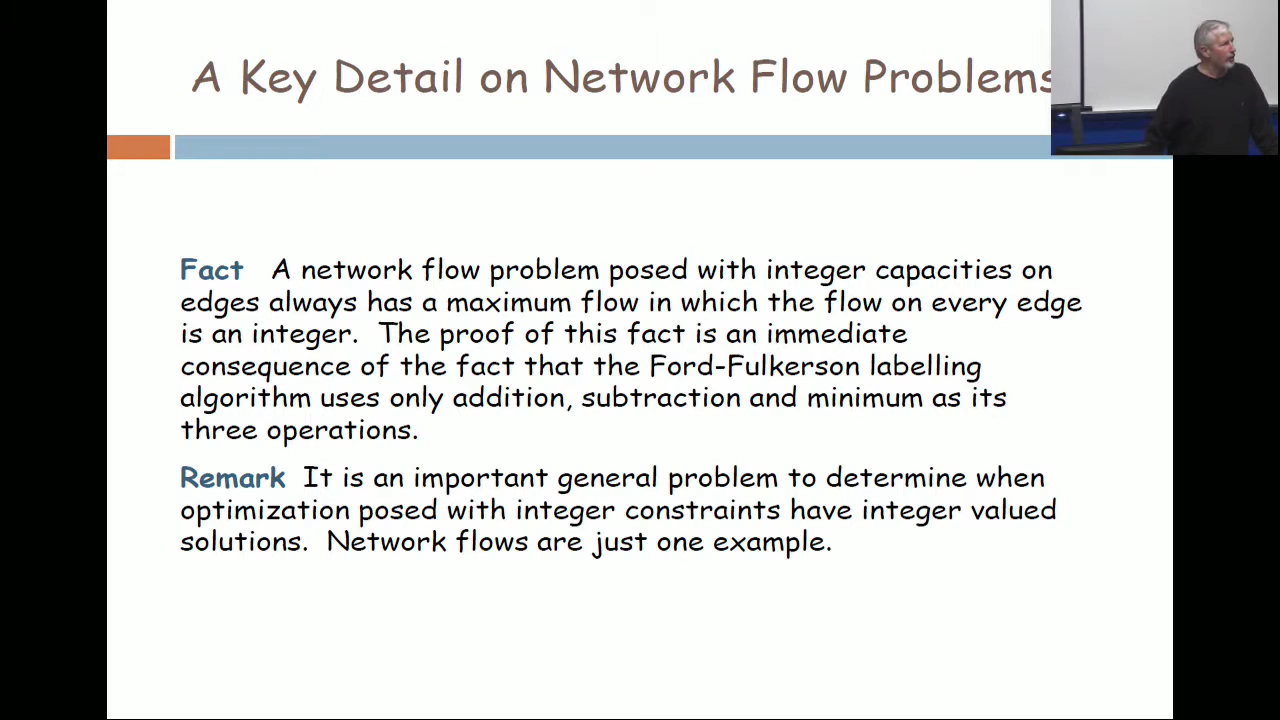 A Key Detail on Network Flow Problems
Fact A network flow problem posed with integer capacities on
edges always has a maximum flow in which the flow on every edge
is an integer. The proof of this fact is an immediate
consequence of the fact that the Ford-Fulkerson labelling
algorithm uses only addition, subtraction and minimum as its
three operations.
Remark It is an important general problem to determine when
optimization posed with integer constraints have integer valued
solutions. Network flows are just one example.